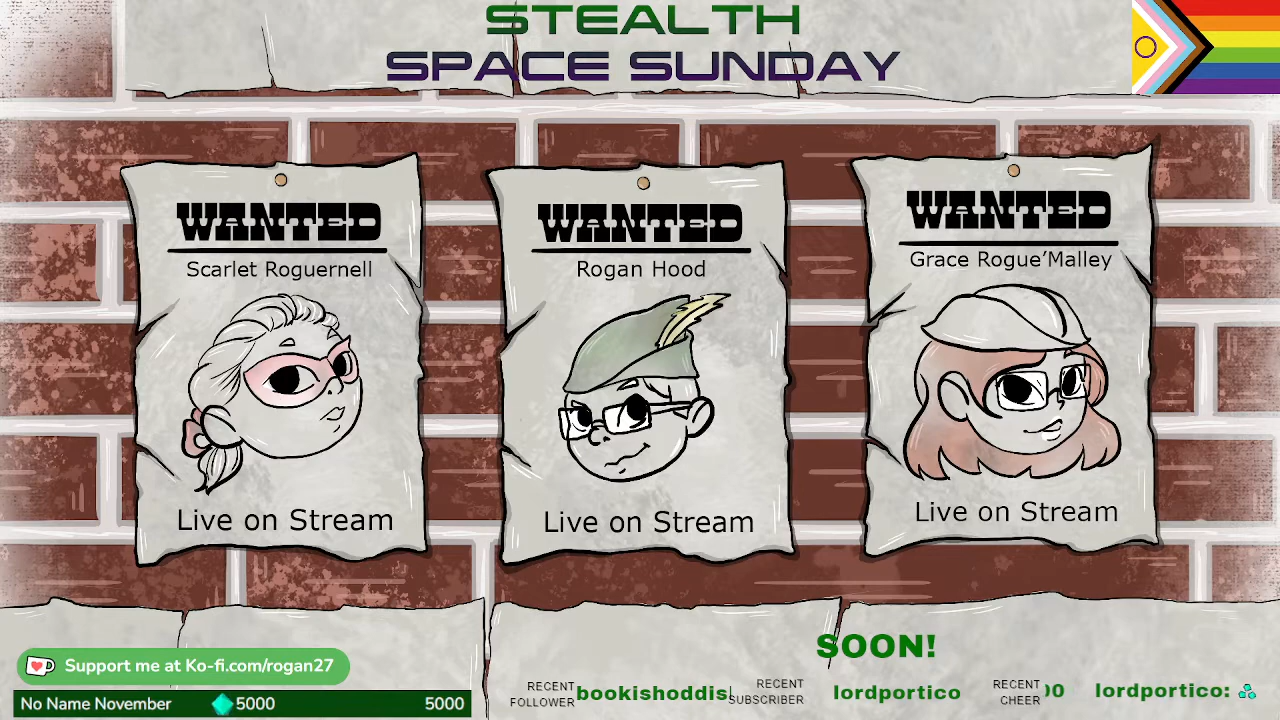 STEALTH
SPACE SUNDAY
WANTED
Scarlet Roguernell
Live on Stream
WANTED
Rogan Hood
Live on Stream
WANTED
Grace Rogue’Malley
Live on Stream
SOON!
Support me at Ko-fi.com/rogan27
No Name November 5000 5000
RECENT FOLLOWER bookishoddis
RECENT SUBSCRIBER lordportico
RECENT CHEER 00 lordportico: